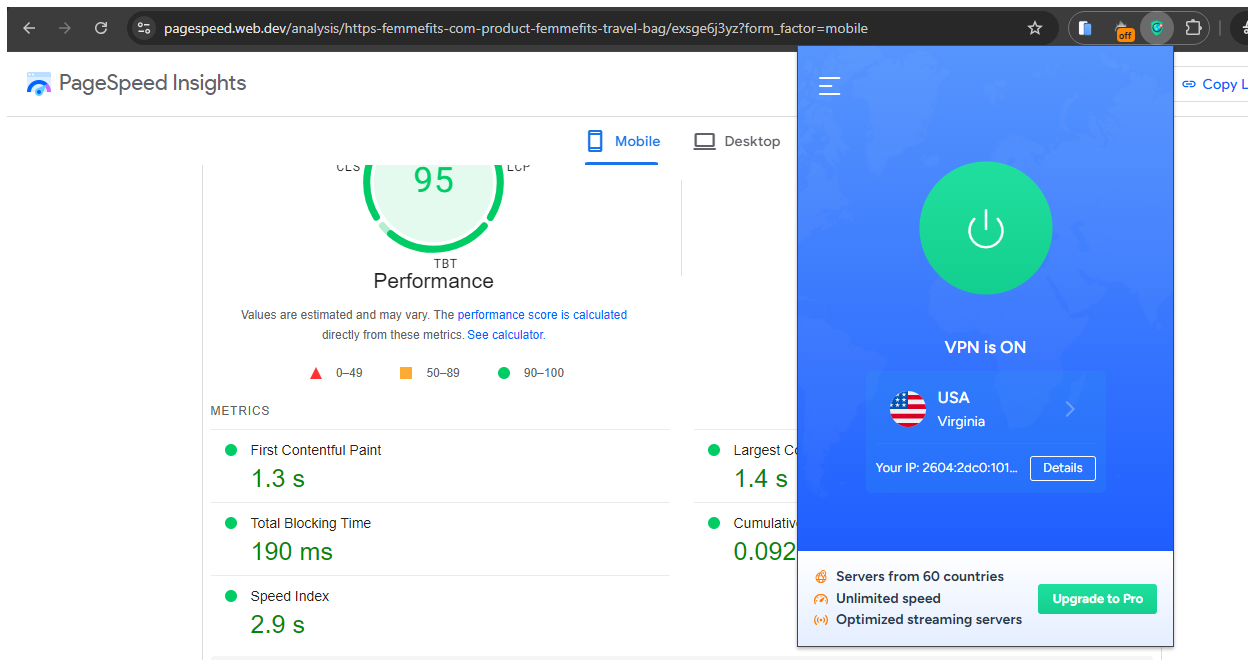 pagespeed.web.dev/analysis/https-femmefits-com-product-femmefits-travel-bag/exsge6j3yz?form_factor=mobile
off
PageSpeed Insights
Copy L
Mobile
Desktop
CLS
LCP
95
TBT
Performance
Values are estimated and may vary. The performance score is calculated
directly from these metrics. See calculator.
0–49
50–89
90–100
METRICS
First Contentful Paint
1.3 s
Largest Co
1.4 s
Total Blocking Time
190 ms
Cumulativ
0.092
Speed Index
2.9 s
VPN is ON
USA
Virginia
Your IP: 2604:2dc0:101...
Details
Servers from 60 countries
Unlimited speed
Optimized streaming servers
Upgrade to Pro